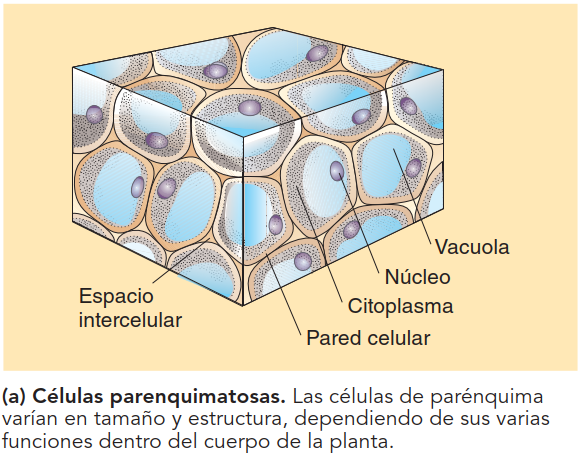 Vacuola
Núcleo
Citoplasma
Pared celular
Espacio
intercelular
(a) Células parenquimatosas. Las células de parénquima
varían en tamaño y estructura, dependiendo de sus varias
funciones dentro del cuerpo de la planta.